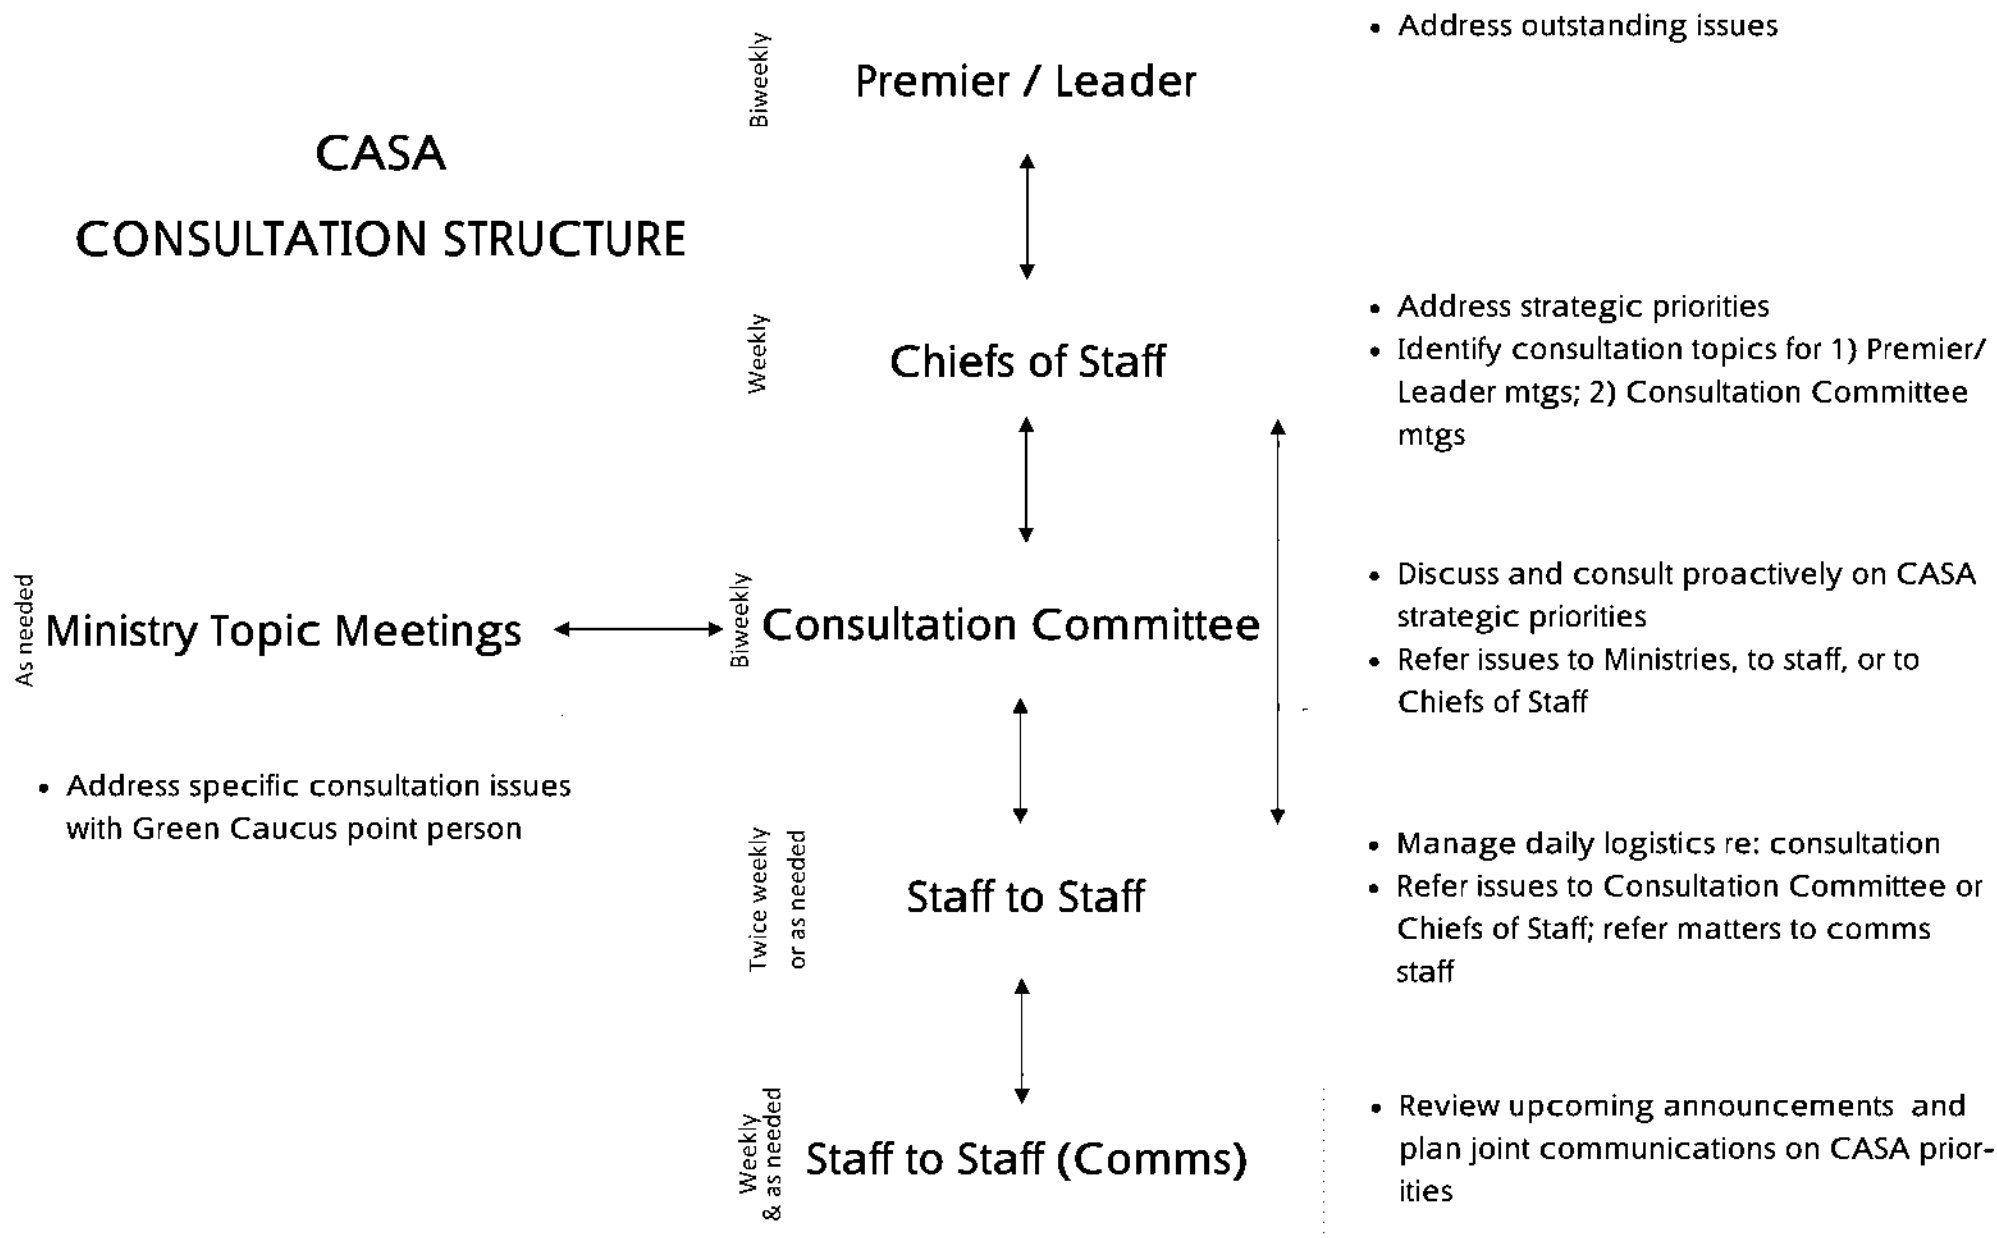 CASA
CONSULTATION STRUCTURE
Biweekly
Premier / Leader
• Address outstanding issues
Weekly
Chiefs of Staff
• Address strategic priorities
• Identify consultation topics for 1) Premier/
Leader mtgs; 2) Consultation Committee
mtgs
As needed
Ministry Topic Meetings
• Address specific consultation issues
with Green Caucus point person
Biweekly
Consultation Committee
• Discuss and consult proactively on CASA
strategic priorities
• Refer issues to Ministries, to staff, or to
Chiefs of Staff
Twice weekly
or as needed
Staff to Staff
• Manage daily logistics re: consultation
• Refer issues to Consultation Committee or
Chiefs of Staff; refer matters to comms
staff
Weekly
& as needed
Staff to Staff (Comms)
• Review upcoming announcements and
plan joint communications on CASA prior-
ities